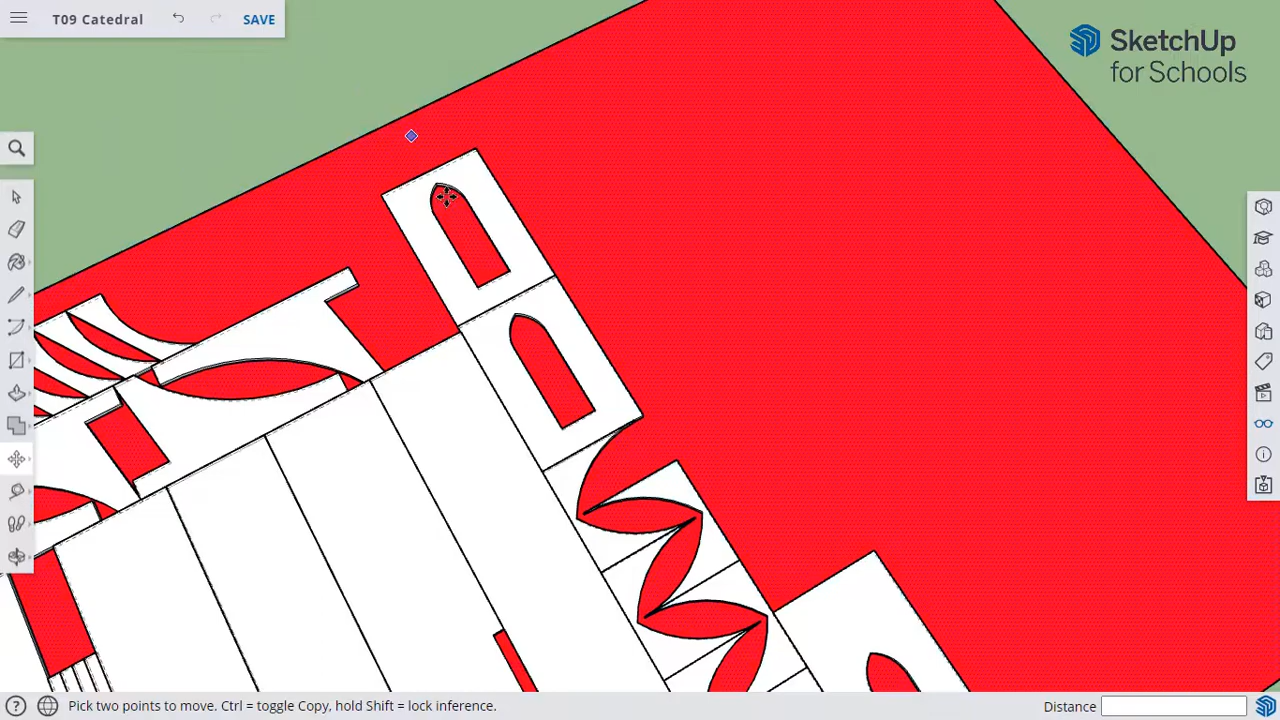 T09 Catedral
SAVE
SketchUp
for Schools
Pick two points to move. Ctrl = toggle Copy, hold Shift = lock inference.
Distance